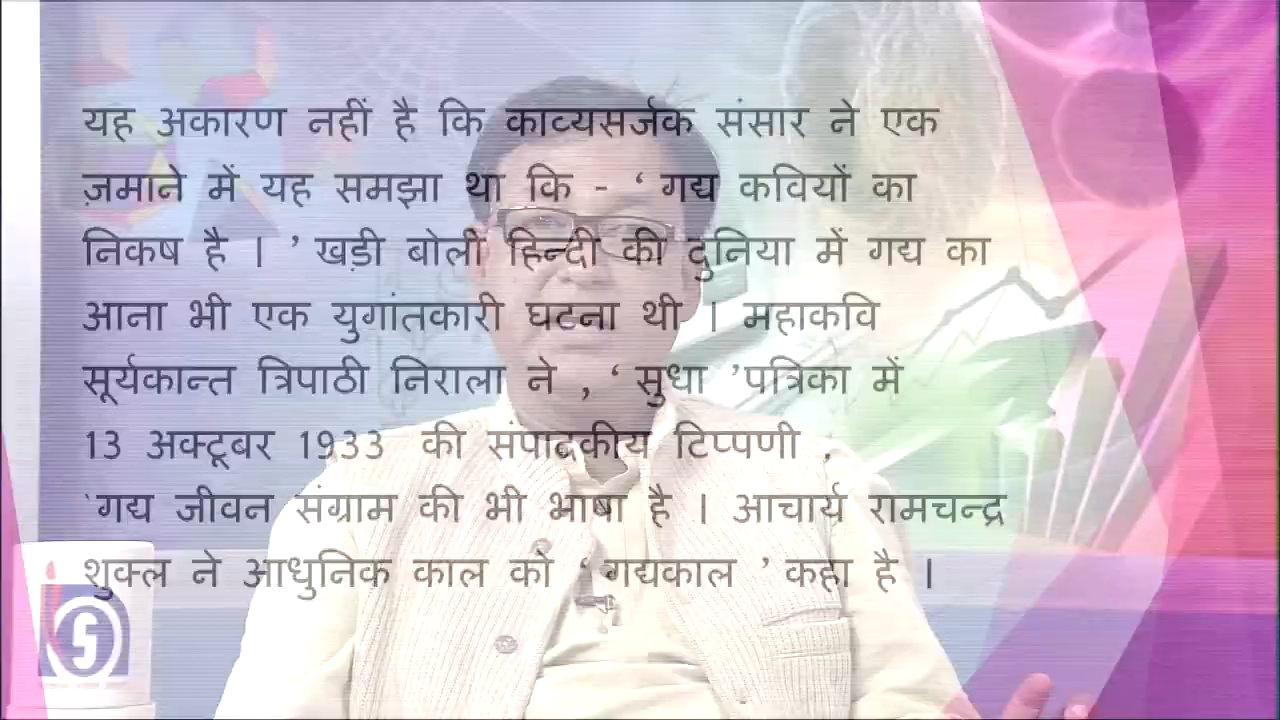 यह अकारण नहीं है कि काव्यसर्जक संसार ने एक
ज़माने में यह समझा था कि - ‘ गद्य कवियों का
निकष है । ’ खड़ी बोली हिन्दी की दुनिया में गद्य का
आना भी एक युगांतकारी घटना थी । महाकवि
सूर्यकान्त त्रिपाठी निराला ने , ‘ सुधा ’पत्रिका में
13 अक्टूबर 1933 की संपादकीय टिप्पणी ,
`गद्य जीवन संग्राम की भी भाषा है । आचार्य रामचन्द्र
शुक्ल ने आधुनिक काल को ‘ गद्यकाल ’ कहा है ।